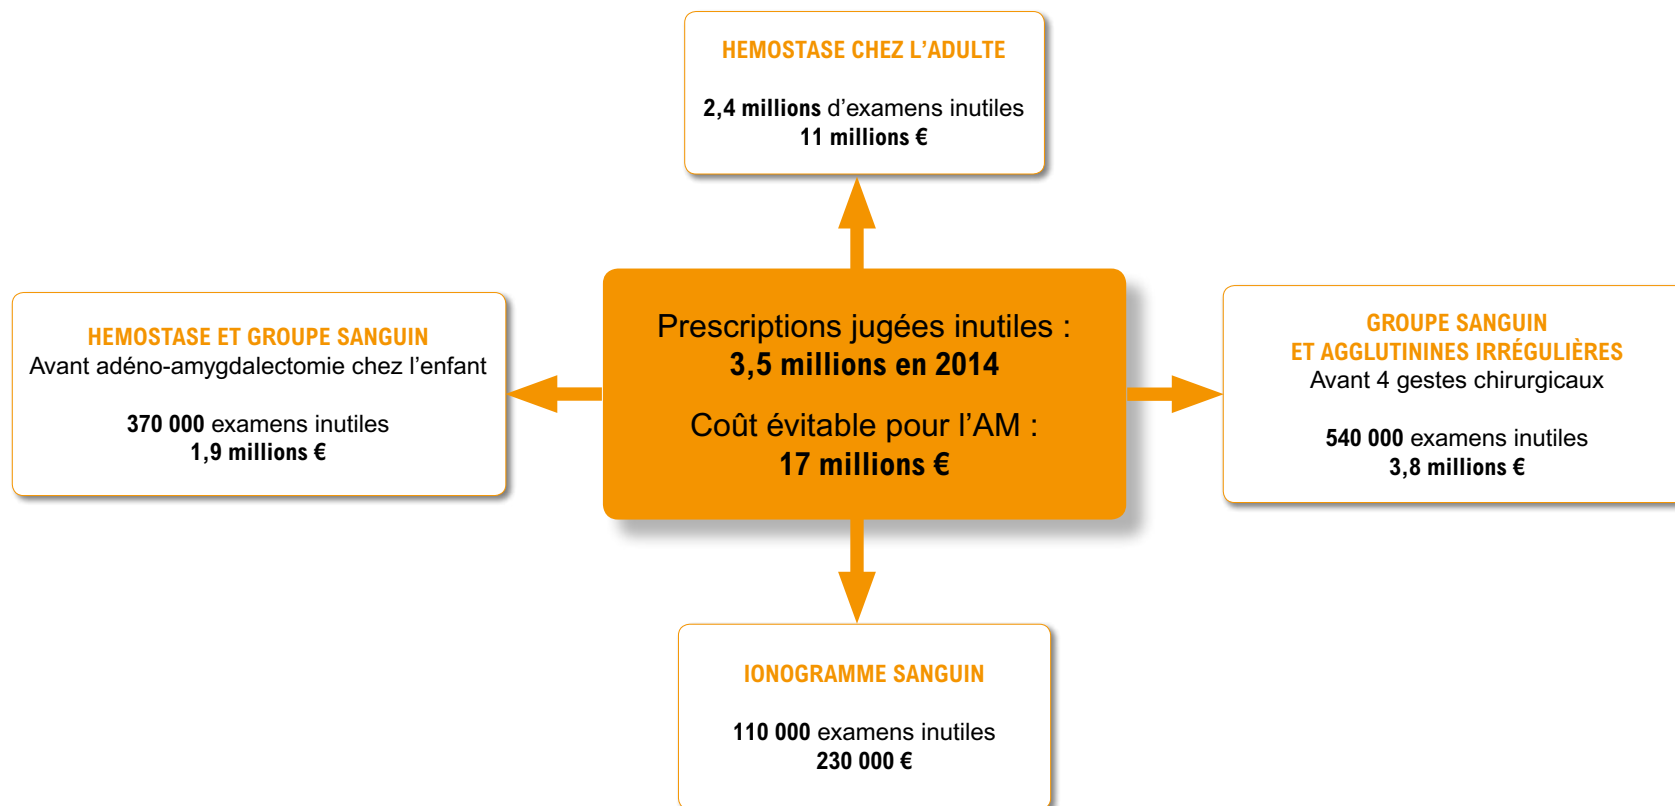 HEMOSTASE CHEZ L'ADULTE
2,4 millions d'examens inutiles
11 millions €
HEMOSTASE ET GROUPE SANGUIN
Avant adéno-amygdalectomie chez l'enfant
370 000 examens inutiles
1,9 millions €
Prescriptions jugées inutiles :
3,5 millions en 2014
Coût évitable pour l'AM :
17 millions €
GROUPE SANGUIN
ET AGGLUTININES IRRÉGULIÈRES
Avant 4 gestes chirurgicaux
540 000 examens inutiles
3,8 millions €
IONOGRAMME SANGUIN
110 000 examens inutiles
230 000 €